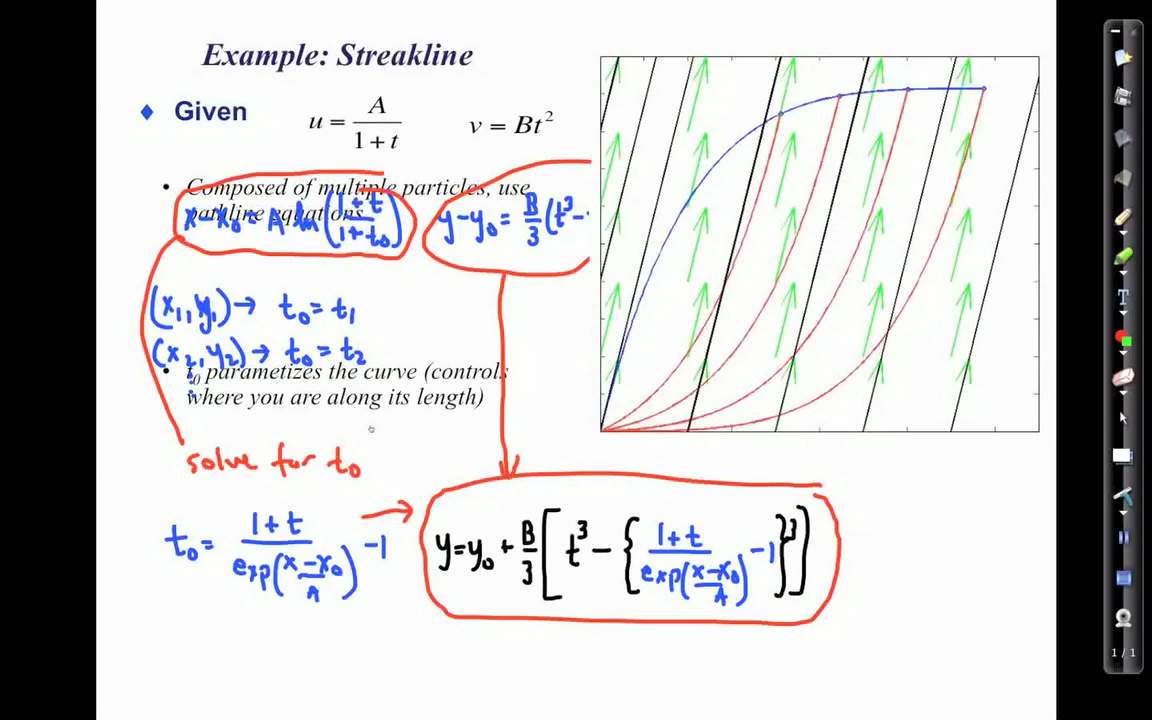 Example: Streakline
Given u = A / (1 + t) v = Bt²
• Composed of multiple particles, use
pathline equations
x - x₀ = A ln((1 + t) / (1 + t₀)) y - y₀ = B/3 (t³ -
(x₁, y₁) → t₀ = t₁
(x₂, y₂) → t₀ = t₂
• t₀ parametizes the curve (controls
where you are along its length)
solve for t₀
t₀ = (1 + t) / exp((x - x₀) / A) - 1 → y = y₀ + B/3 [t³ - {(1 + t) / exp((x - x₀) / A) - 1}³]
1 / 1